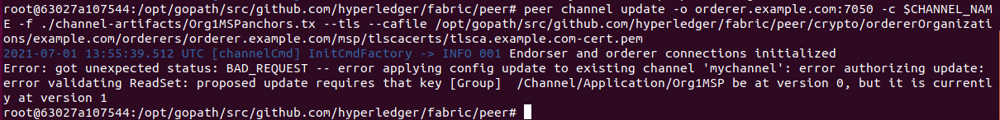 root@63027a107544:/opt/gopath/src/github.com/hyperledger/fabric/peer# peer channel update -o orderer.example.com:7050 -c $CHANNEL_NAM
E -f ./channel-artifacts/Org1MSPanchors.tx --tls --cafile /opt/gopath/src/github.com/hyperledger/fabric/peer/crypto/ordererOrganizati
ons/example.com/orderers/orderer.example.com/msp/tlscacerts/tlsca.example.com-cert.pem
2021-07-01 13:55:39.512 UTC [channelCmd] InitCmdFactory -> INFO 001 Endorser and orderer connections initialized
Error: got unexpected status: BAD_REQUEST -- error applying config update to existing channel 'mychannel': error authorizing update:
error validating ReadSet: proposed update requires that key [Group]  /Channel/Application/Org1MSP be at version 0, but it is currentl
y at version 1
root@63027a107544:/opt/gopath/src/github.com/hyperledger/fabric/peer#